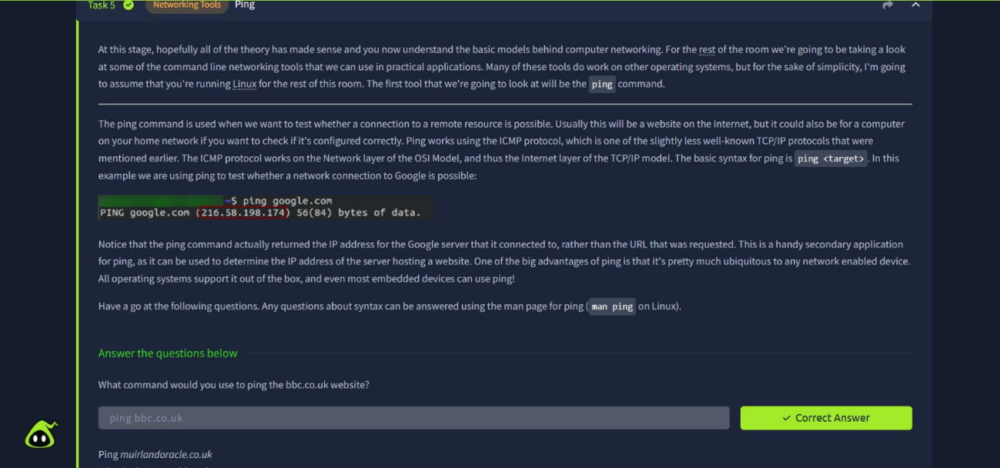 Task 5 Networking Tools Ping
At this stage, hopefully all of the theory has made sense and you now understand the basic models behind computer networking. For the rest of the room we're going to be taking a look
at some of the command line networking tools that we can use in practical applications. Many of these tools do work on other operating systems, but for the sake of simplicity, I'm going
to assume that you're running Linux for the rest of this room. The first tool that we're going to look at will be the ping command.
The ping command is used when we want to test whether a connection to a remote resource is possible. Usually this will be a website on the internet, but it could also be for a computer
on your home network if you want to check if it's configured correctly. Ping works using the ICMP protocol, which is one of the slightly less well-known TCP/IP protocols that were
mentioned earlier. The ICMP protocol works on the Network layer of the OSI Model, and thus the Internet layer of the TCP/IP model. The basic syntax for ping is ping <target>. In this
example we are using ping to test whether a network connection to Google is possible:
~$ ping google.com
PING google.com (216.58.198.174) 56(84) bytes of data.
Notice that the ping command actually returned the IP address for the Google server that it connected to, rather than the URL that was requested. This is a handy secondary application
for ping, as it can be used to determine the IP address of the server hosting a website. One of the big advantages of ping is that it's pretty much ubiquitous to any network enabled device.
All operating systems support it out of the box, and even most embedded devices can use ping!
Have a go at the following questions. Any questions about syntax can be answered using the man page for ping (man ping on Linux).
Answer the questions below
What command would you use to ping the bbc.co.uk website?
ping bbc.co.uk
Correct Answer
Ping muirlandoracle.co.uk